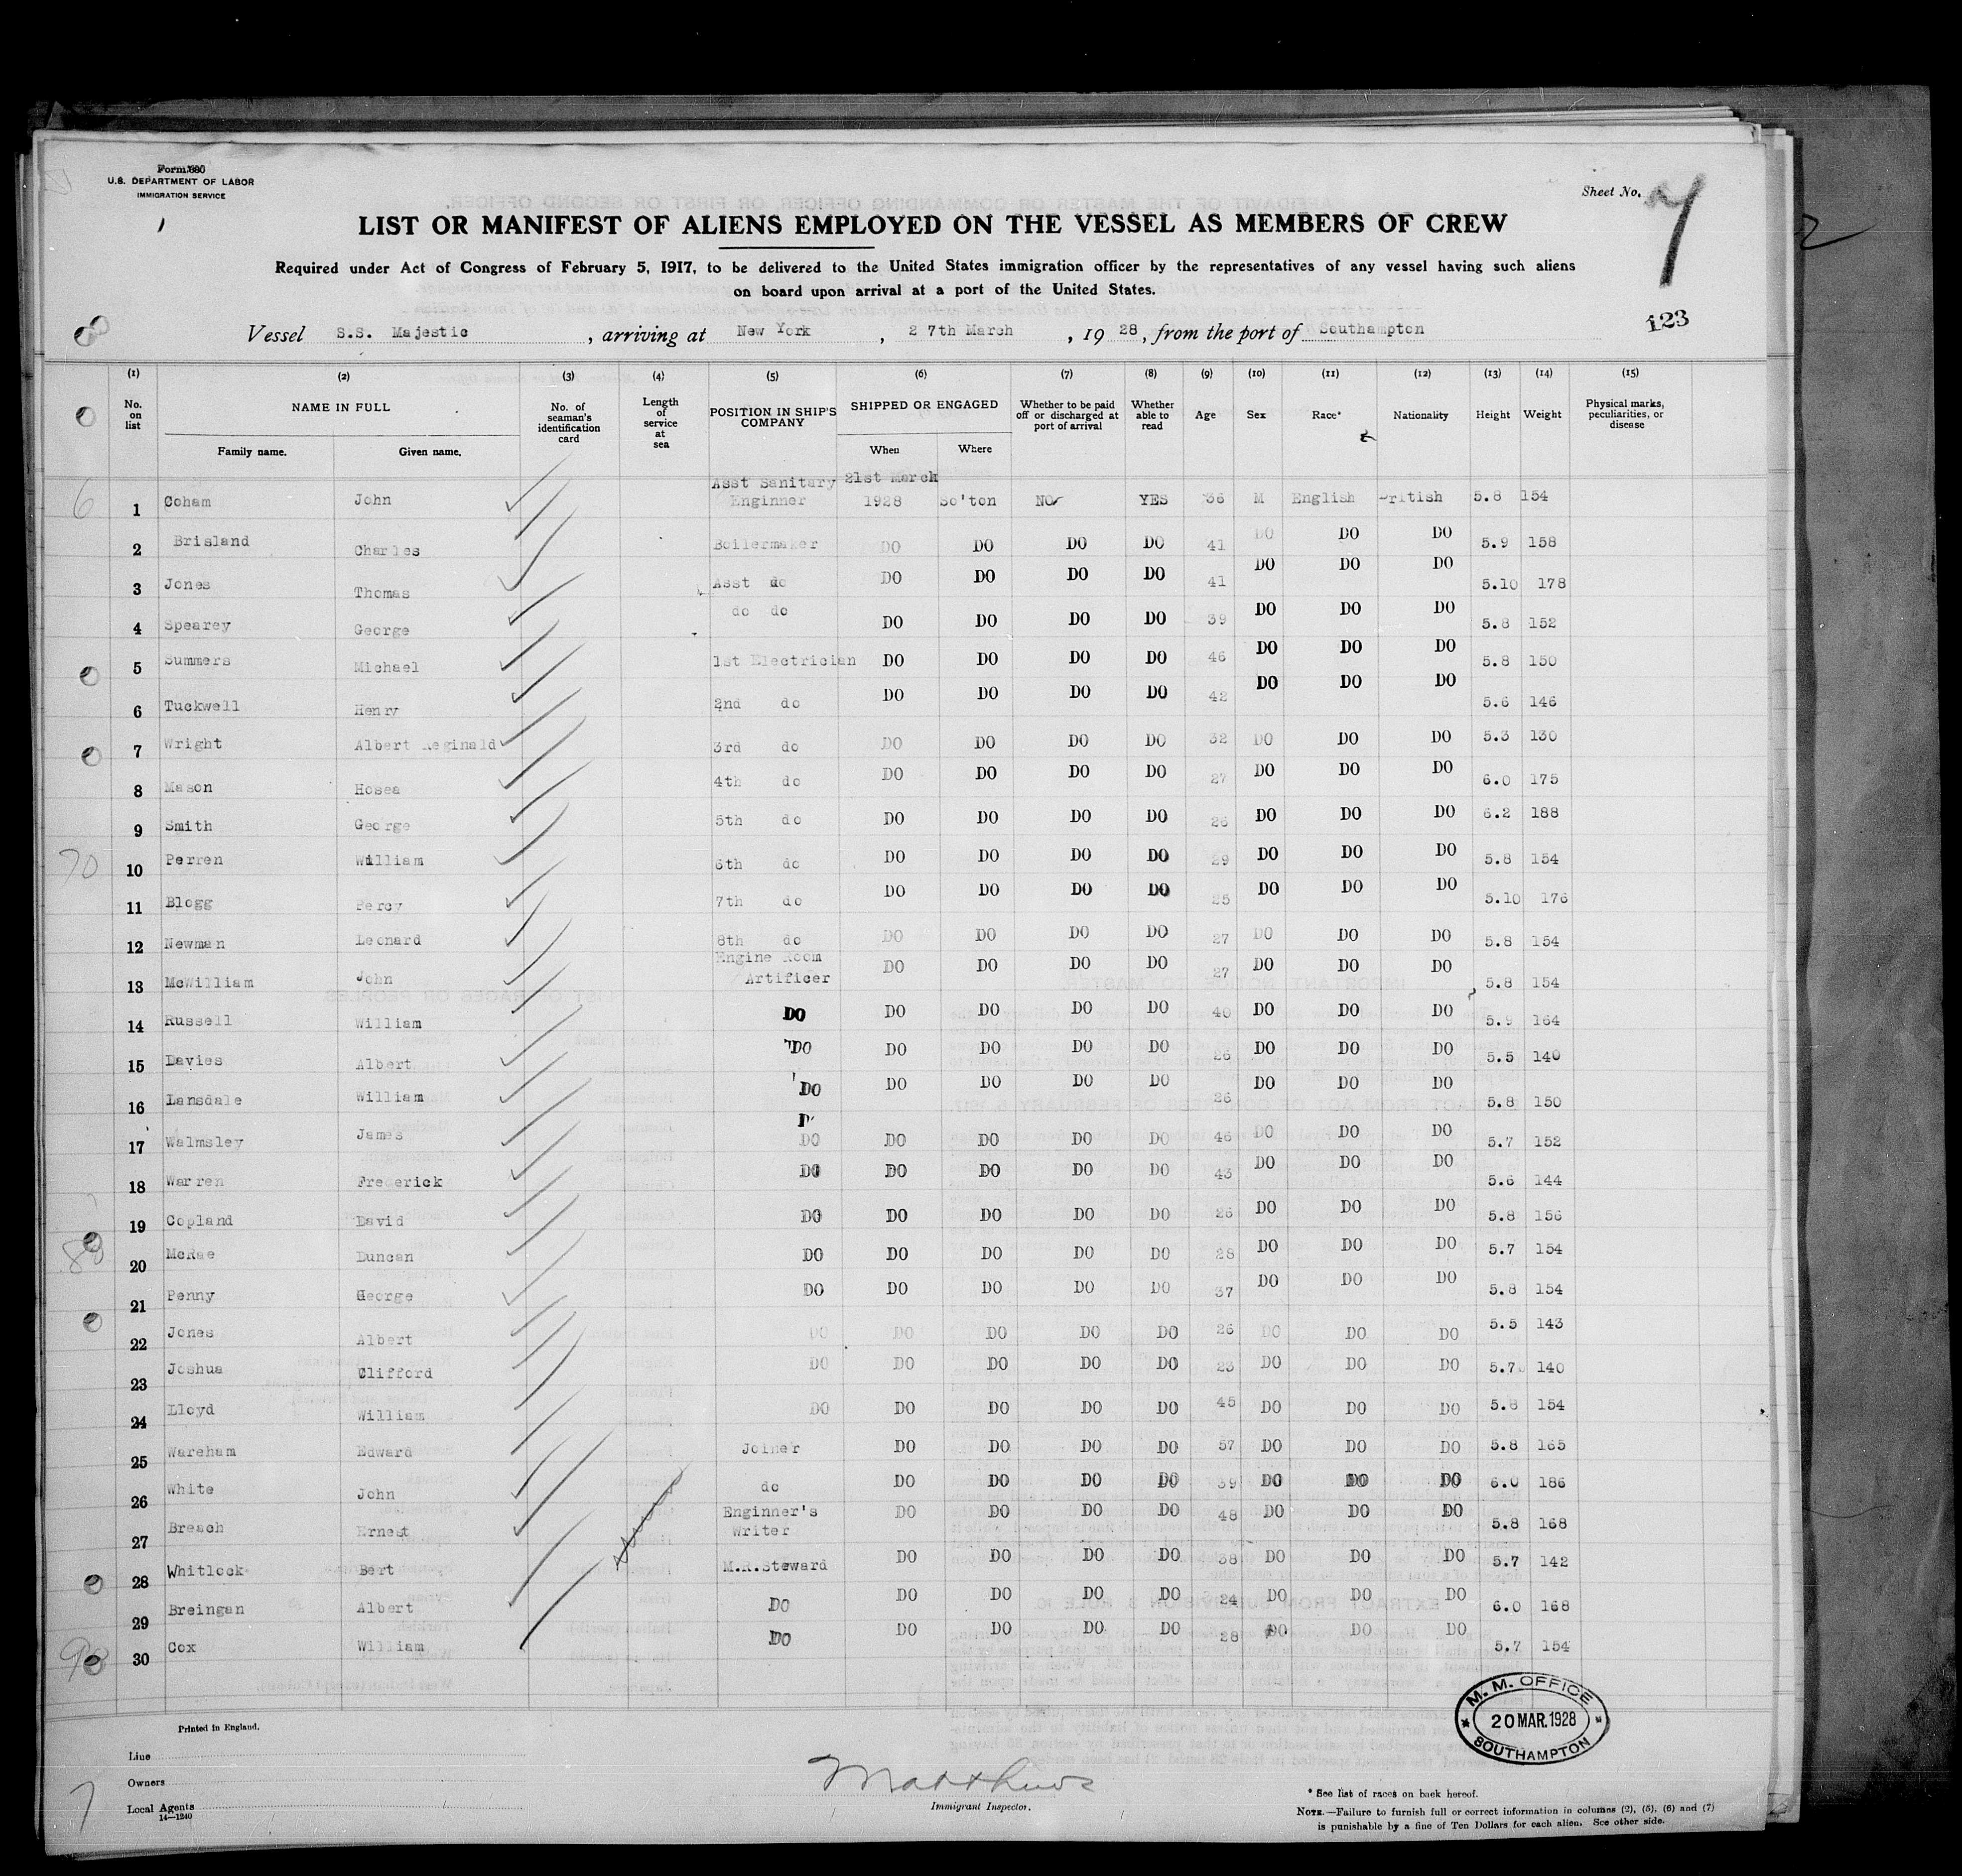 Form 680
U.S. DEPARTMENT OF LABOR
IMMIGRATION SERVICE
Sheet No. 7
LIST OR MANIFEST OF ALIENS EMPLOYED ON THE VESSEL AS MEMBERS OF CREW
Required under Act of Congress of February 5, 1917, to be delivered to the United States immigration officer by the representatives of any vessel having such aliens
on board upon arrival at a port of the United States.
123
Vessel S.S. Majestic, arriving at New York, 2 7th March, 19 28, from the port of Southampton
(1) (2) (3) (4) (5) (6) (7) (8) (9) (10) (11) (12) (13) (14) (15)
No. on list NAME IN FULL Family name. Given name. No. of seaman's identification card Length of service at sea POSITION IN SHIP'S COMPANY SHIPPED OR ENGAGED When Where Whether to be paid off or discharged at port of arrival Whether able to read Age Sex Race* Nationality Height Weight Physical marks, peculiarities, or disease
6 1 Coham John Asst Sanitary Enginner 21st March 1928 So'ton NO YES 36 M English British 5.8 154
2 Brisland Charles Boilermaker DO DO DO DO 41 DO DO DO 5.9 158
3 Jones Thomas Asst do DO DO DO DO 41 DO DO DO 5.10 178
4 Spearey George do do DO DO DO DO 39 DO DO DO 5.8 152
5 Summers Michael 1st Electrician DO DO DO DO 46 DO DO DO 5.8 150
6 Tuckwell Henry 2nd do DO DO DO DO 42 DO DO DO 5.6 146
7 Wright Albert Reginald 3rd do DO DO DO DO 32 DO DO DO 5.3 130
8 Mason Hosea 4th do DO DO DO DO 27 DO DO DO 6.0 175
9 Smith George 5th do DO DO DO DO 26 DO DO DO 6.2 188
70 10 Perren William 6th do DO DO DO DO 29 DO DO DO 5.8 154
11 Blogg Percy 7th do DO DO DO DO 25 DO DO DO 5.10 176
12 Newman Leonard 8th do DO DO DO DO 27 DO DO DO 5.8 154
13 McWilliam John Engine Room Artificer DO DO DO DO 27 DO DO DO 5.8 154
14 Russell William DO DO DO DO DO 40 DO DO DO 5.9 164
15 Davies Albert DO DO DO DO DO 26 DO DO DO 5.5 140
16 Lansdale William DO DO DO DO DO 26 DO DO DO 5.8 150
17 Walmsley James DO DO DO DO DO 46 DO DO DO 5.7 152
18 Warren Frederick DO DO DO DO DO 43 DO DO DO 5.6 144
19 Copland David DO DO DO DO DO 26 DO DO DO 5.8 156
80 20 McRae Duncan DO DO DO DO DO 28 DO DO DO 5.7 154
21 Penny George DO DO DO DO DO 37 DO DO DO 5.8 154
22 Jones Albert DO DO DO DO DO 26 DO DO DO 5.5 143
23 Joshua Clifford DO DO DO DO DO 23 DO DO DO 5.7 140
24 Lloyd William DO DO DO DO DO 45 DO DO DO 5.8 154
25 Wareham Edward Joiner DO DO DO DO 57 DO DO DO 5.8 165
26 White John do DO DO DO DO 39 DO DO DO 6.0 186
27 Breach Ernest Enginner's Writer DO DO DO DO 48 DO DO DO 5.8 168
28 Whitlock Bert M.R.Steward DO DO DO DO 38 DO DO DO 5.7 142
29 Breingan Albert DO DO DO DO DO 24 DO DO DO 6.0 168
90 30 Cox William DO DO DO DO DO 28 DO DO DO 5.7 154
M. M. OFFICE
20 MAR. 1928
SOUTHAMPTON
Printed in England.
Line
Owners
Local Agents
14—1240
7
Matthews
Immigrant Inspector.
* See list of races on back hereof.
NOTE.—Failure to furnish full or correct information in columns (2), (5), (6) and (7)
is punishable by a fine of Ten Dollars for each alien. See other side.